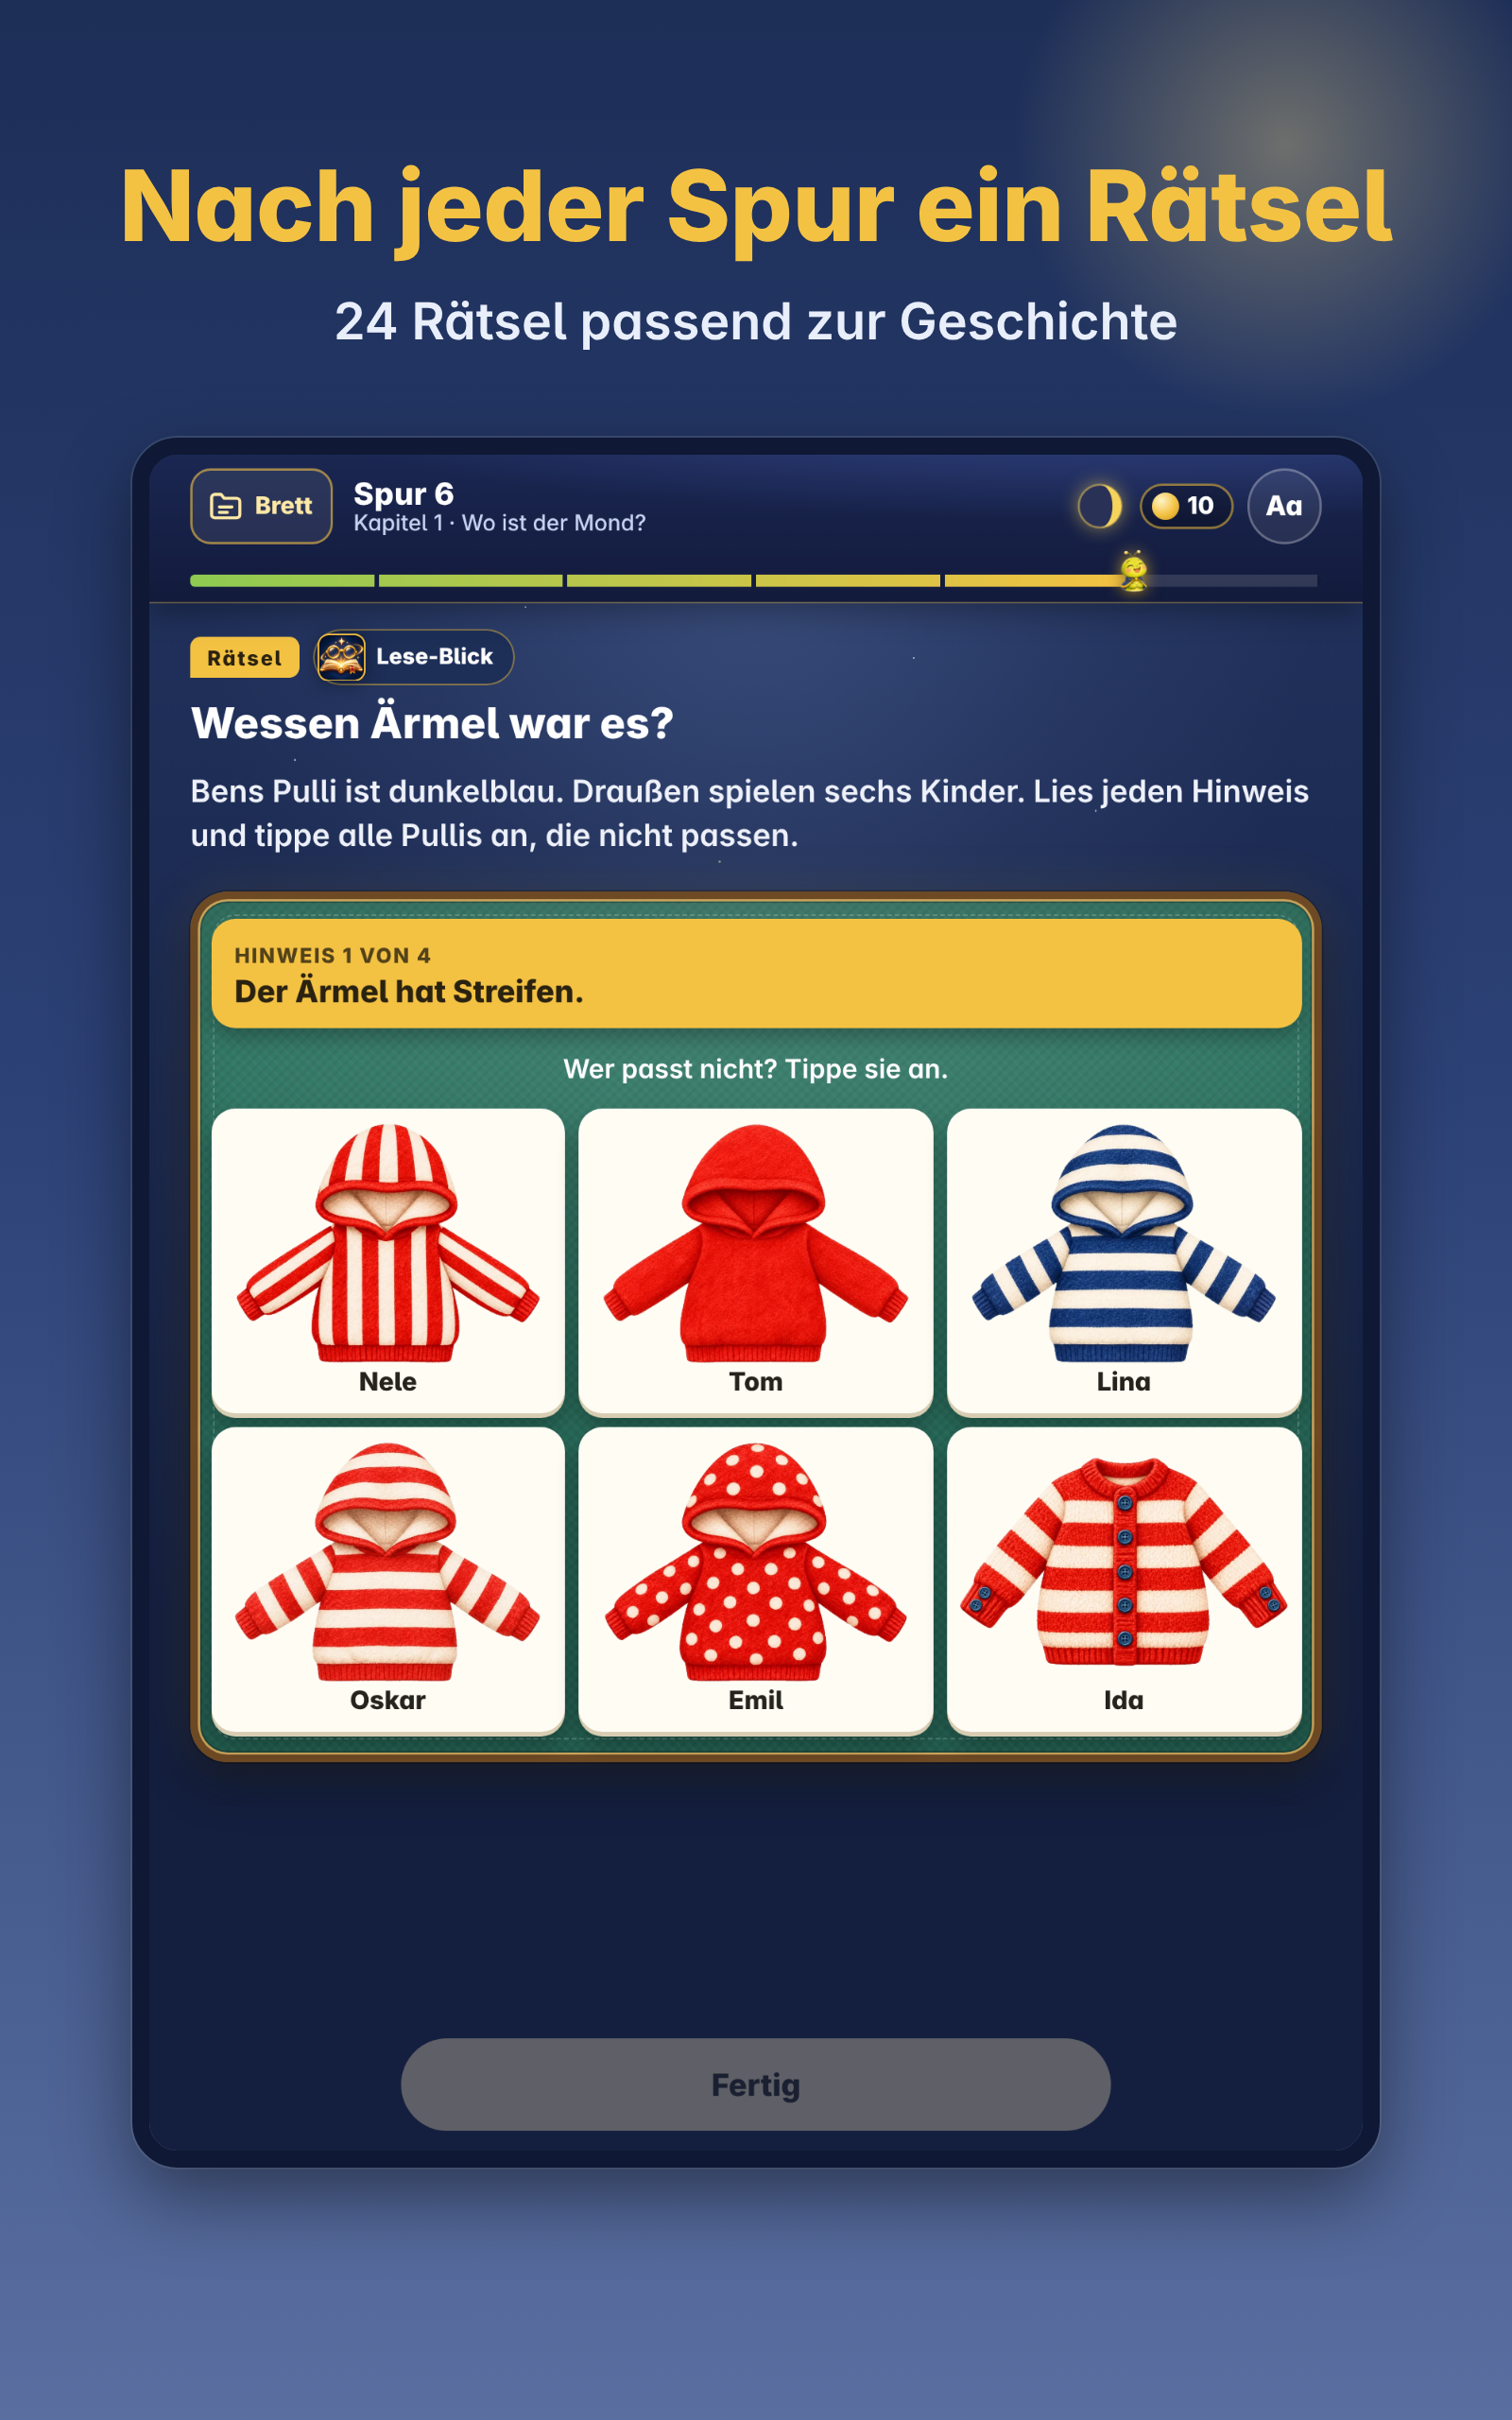 Nach jeder Spur ein Rätsel
24 Rätsel passend zur Geschichte
Brett
Spur 6
Kapitel 1 · Wo ist der Mond?
10
Aa
Rätsel
Lese-Blick
Wessen Ärmel war es?
Bens Pulli ist dunkelblau. Draußen spielen sechs Kinder. Lies jeden Hinweis
und tippe alle Pullis an, die nicht passen.
HINWEIS 1 VON 4
Der Ärmel hat Streifen.
Wer passt nicht? Tippe sie an.
Nele
Tom
Lina
Oskar
Emil
Ida
Fertig